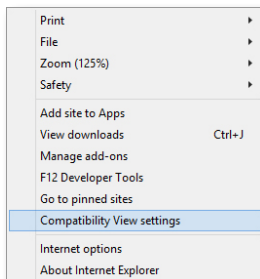 Print
File
Zoom (125%)
Safety
Add site to Apps
View downloads Ctrl+J
Manage add-ons
F12 Developer Tools
Go to pinned sites
Compatibility View settings
Internet options
About Internet Explorer